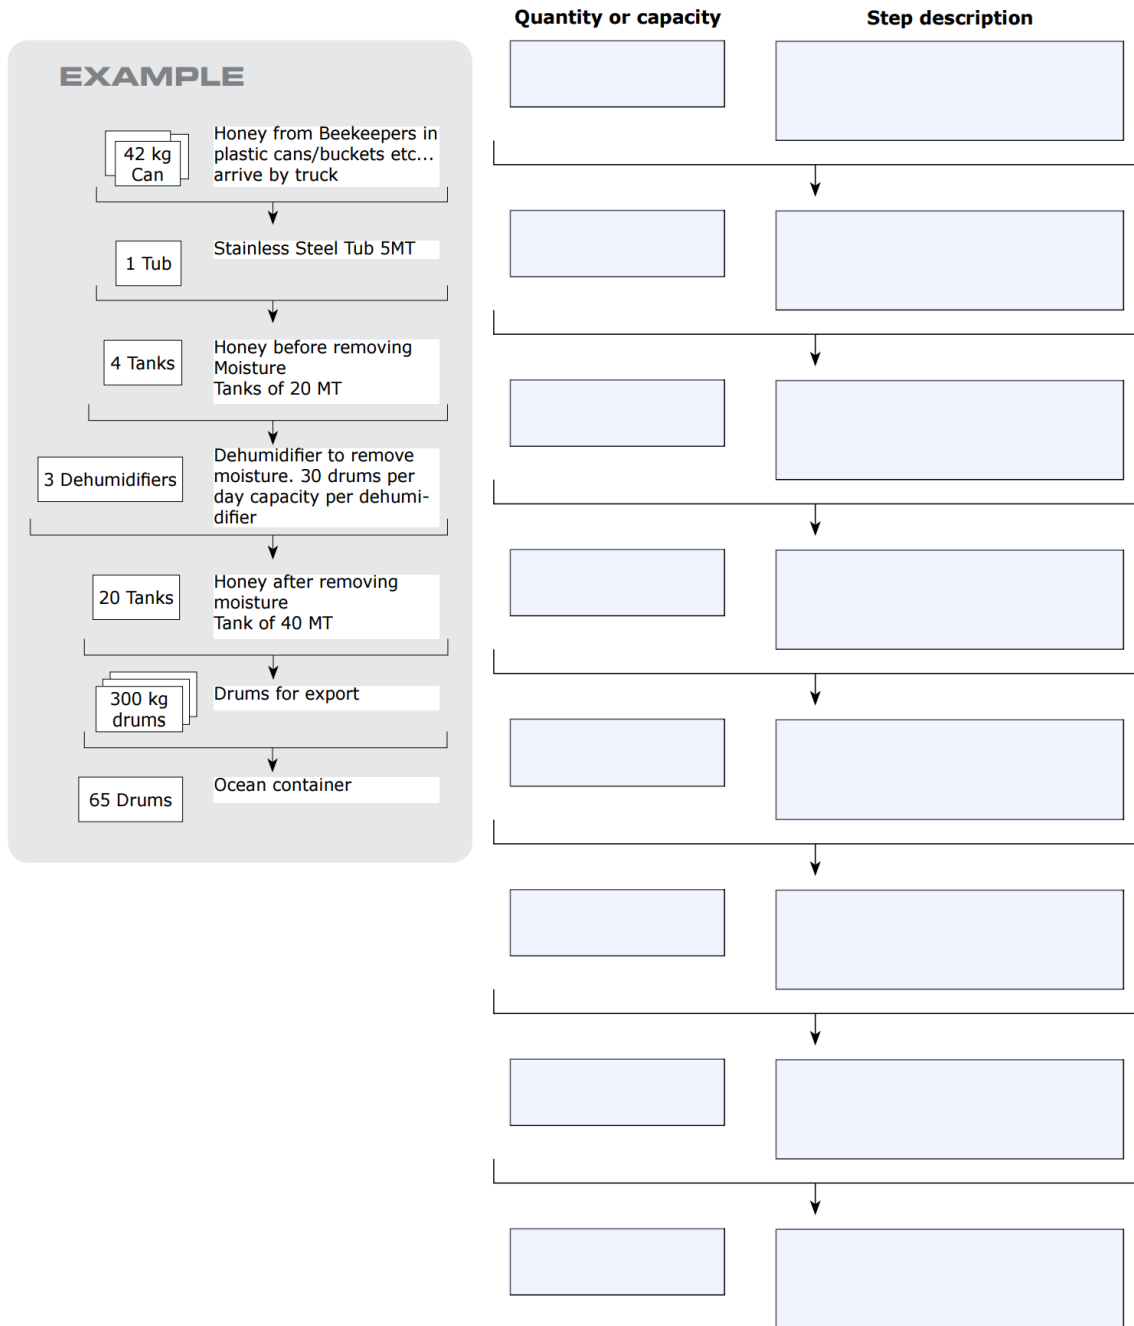 Quantity or capacity
Step description
EXAMPLE
42 kg
Can
Honey from Beekeepers in
plastic cans/buckets etc...
arrive by truck
1 Tub
Stainless Steel Tub 5MT
4 Tanks
Honey before removing
Moisture
Tanks of 20 MT
3 Dehumidifiers
Dehumidifier to remove
moisture. 30 drums per
day capacity per dehumi-
difier
20 Tanks
Honey after removing
moisture
Tank of 40 MT
300 kg
drums
Drums for export
65 Drums
Ocean container